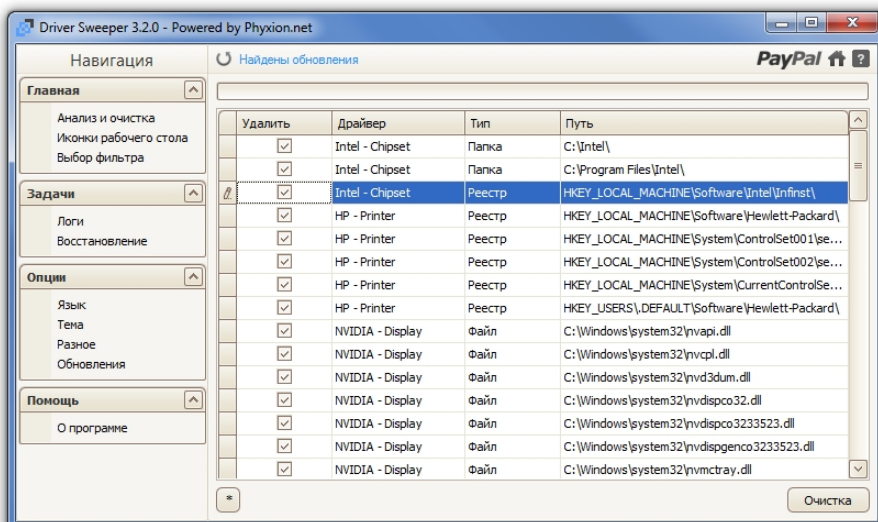 Driver Sweeper 3.2.0 - Powered by Phyxion.net
Навигация
Найдены обновления
PayPal
?
Главная
Анализ и очистка
Иконки рабочего стола
Выбор фильтра
Задачи
Логи
Восстановление
Опции
Язык
Тема
Разное
Обновления
Помощь
О программе
Удалить Драйвер Тип Путь
Intel - Chipset Папка C:\Intel\
Intel - Chipset Папка C:\Program Files\Intel\
Intel - Chipset Реестр HKEY_LOCAL_MACHINE\Software\Intel\Infinst\
HP - Printer Реестр HKEY_LOCAL_MACHINE\Software\Hewlett-Packard\
HP - Printer Реестр HKEY_LOCAL_MACHINE\System\ControlSet001\se...
HP - Printer Реестр HKEY_LOCAL_MACHINE\System\ControlSet002\se...
HP - Printer Реестр HKEY_LOCAL_MACHINE\System\CurrentControlSe...
HP - Printer Реестр HKEY_USERS\.DEFAULT\Software\Hewlett-Packard\
NVIDIA - Display Файл C:\Windows\system32\nvapi.dll
NVIDIA - Display Файл C:\Windows\system32\nvcpl.dll
NVIDIA - Display Файл C:\Windows\system32\nvd3dum.dll
NVIDIA - Display Файл C:\Windows\system32\nvdispco32.dll
NVIDIA - Display Файл C:\Windows\system32\nvdispco3233523.dll
NVIDIA - Display Файл C:\Windows\system32\nvdispgenco3233523.dll
NVIDIA - Display Файл C:\Windows\system32\nvmctray.dll
*
Очистка